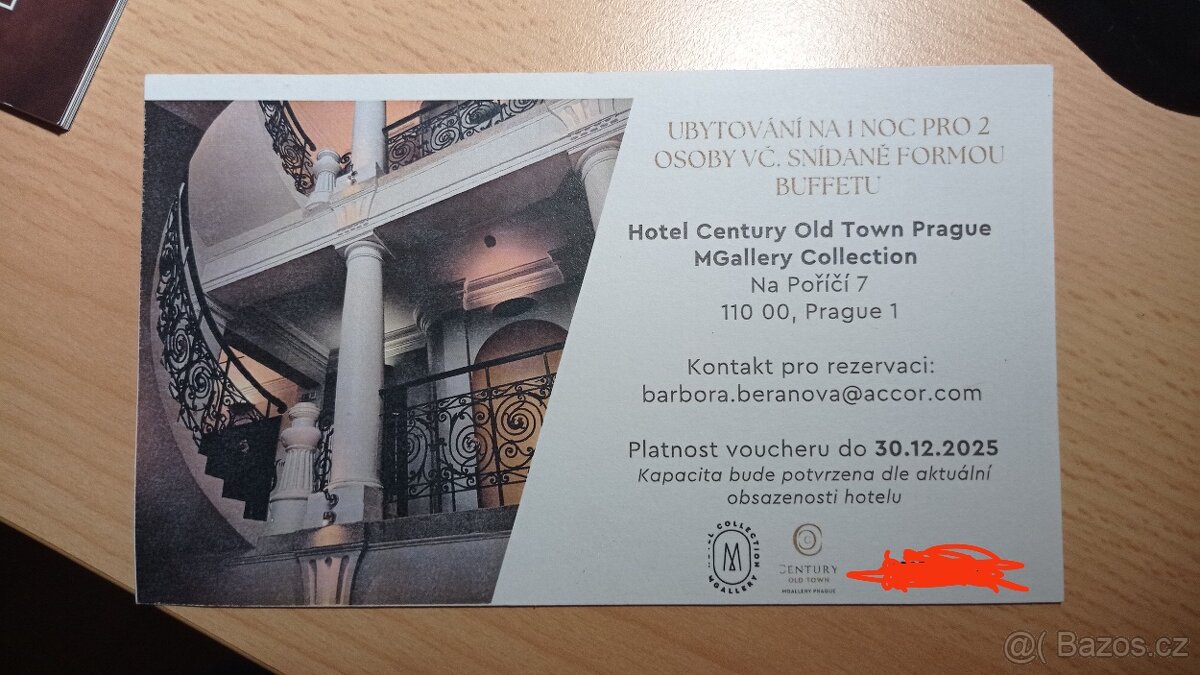 UBYTOVÁNÍ NA 1 NOC PRO 2
OSOBY VČ. SNÍDANĚ FORMOU
BUFFETU
Hotel Century Old Town Prague
MGallery Collection
Na Poříčí 7
110 00, Prague 1
Kontakt pro rezervaci:
barbora.beranova@accor.com
Platnost voucheru do 30.12.2025
Kapacita bude potvrzena dle aktuální
obsazenosti hotelu
COLLECTION
M
MGALLERY
CENTURY
OLD TOWN
MGALLERY PRAGUE
@( Bazos.cz